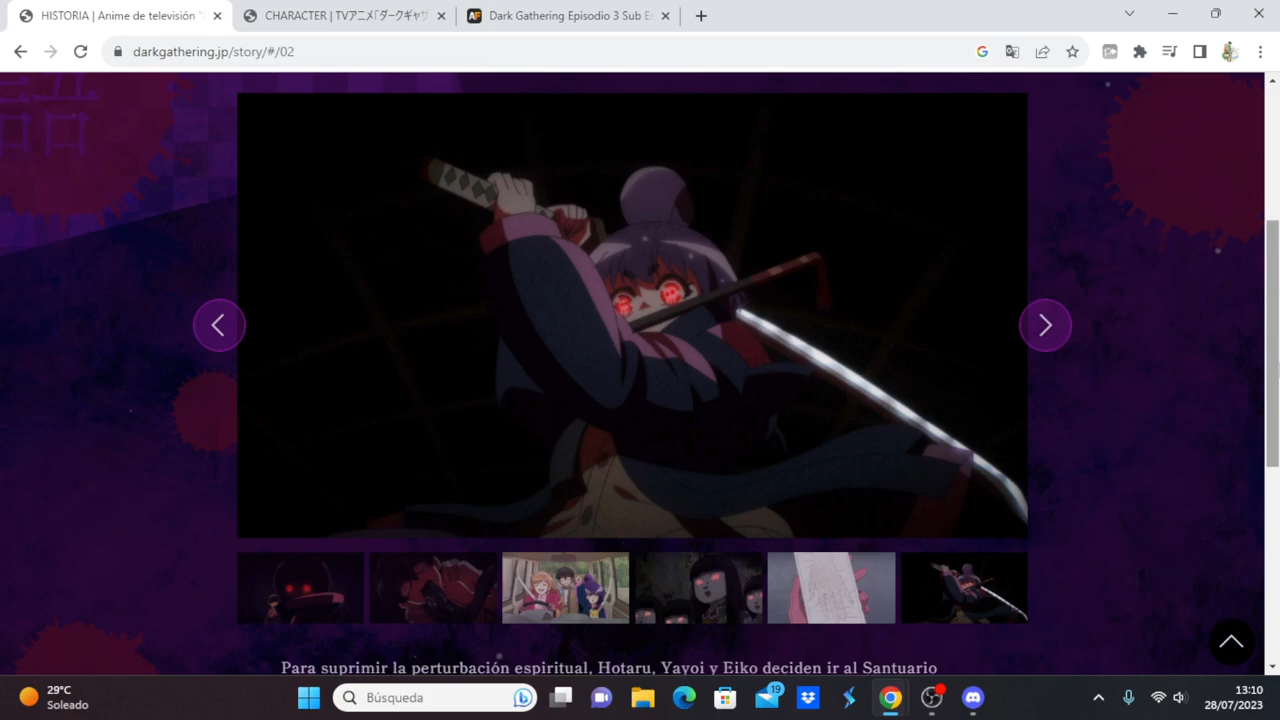 HISTORIA | Anime de televisión "
CHARACTER | TVアニメ「ダークギャザ
Dark Gathering Episodio 3 Sub Es
darkgathering.jp/story/#/02
Para suprimir la perturbación espiritual, Hotaru, Yayoi y Eiko deciden ir al Santuario
29°C
Soleado
Búsqueda
19
13:10
28/07/2023